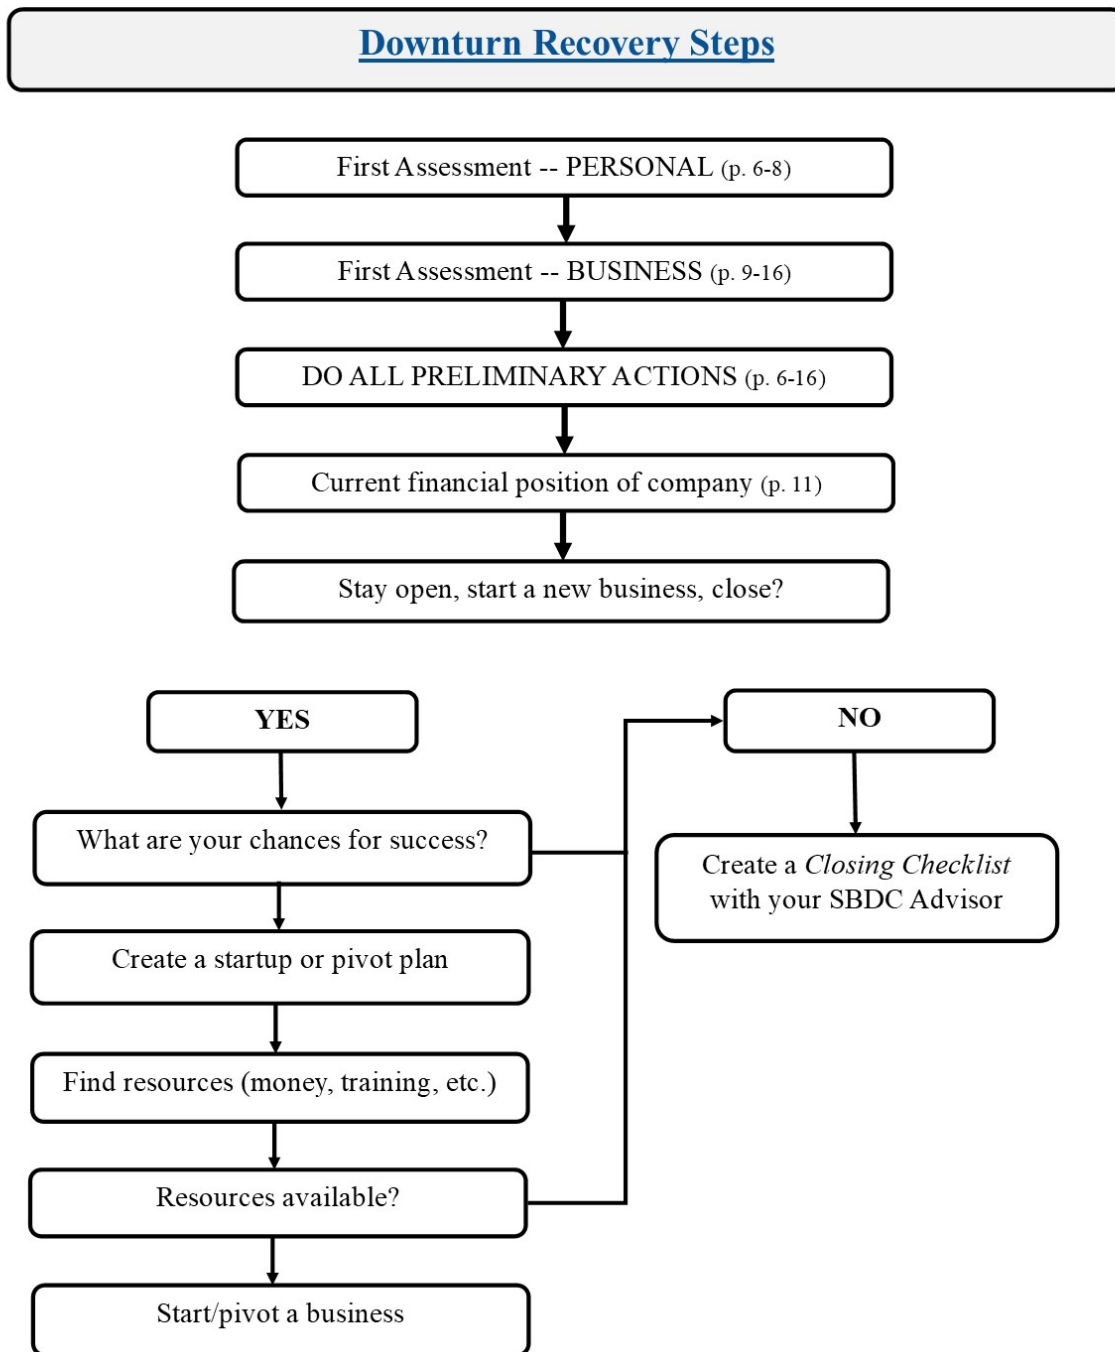 Downturn Recovery Steps
First Assessment -- PERSONAL (p. 6-8)
First Assessment -- BUSINESS (p. 9-16)
DO ALL PRELIMINARY ACTIONS (p. 6-16)
Current financial position of company (p. 11)
Stay open, start a new business, close?
YES
What are your chances for success?
Create a startup or pivot plan
Find resources (money, training, etc.)
Resources available?
Start/pivot a business
NO
Create a Closing Checklist
with your SBDC Advisor